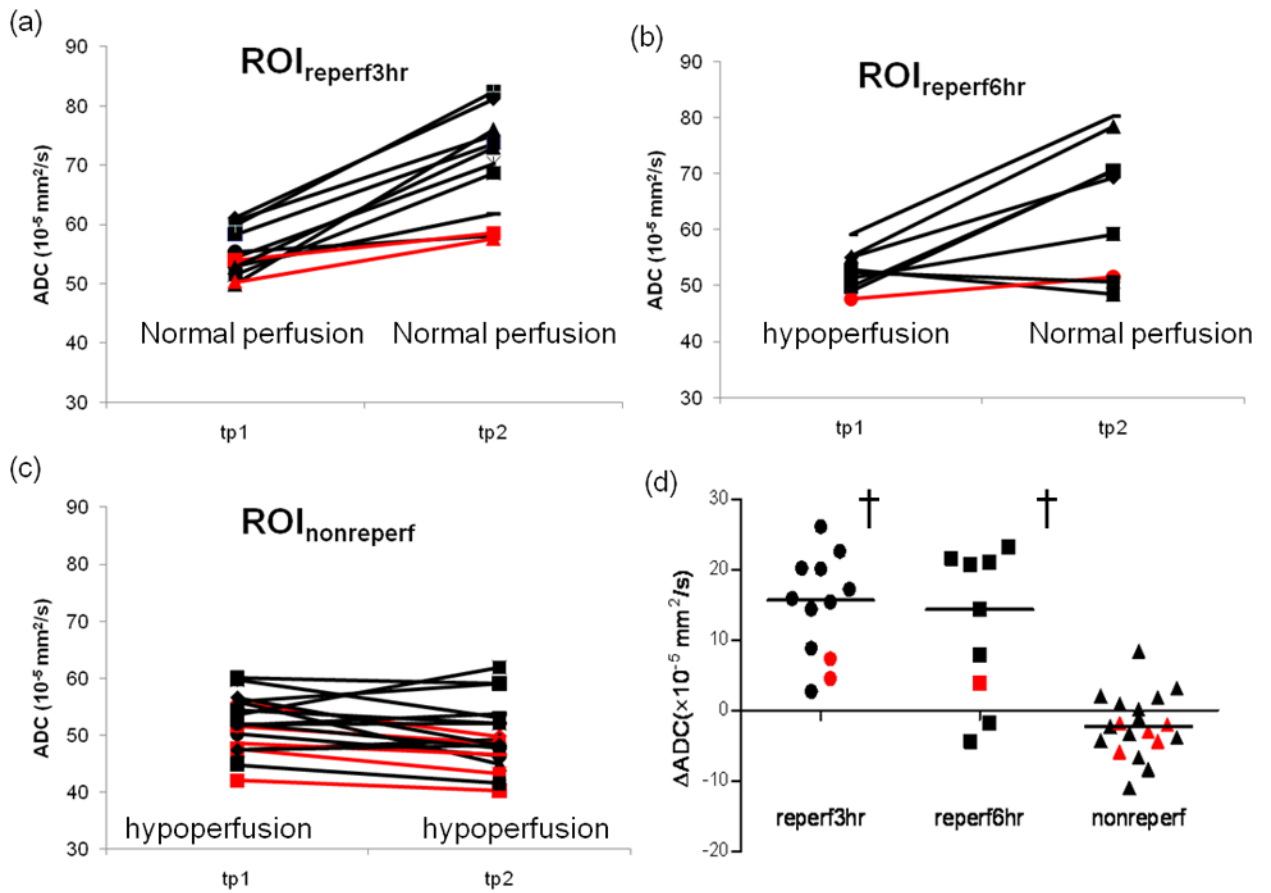 (a)
ROIreperf3hr
90
80
70
60
50
40
30
ADC (10-5 mm2/s)
Normal perfusion
Normal perfusion
tp1
tp2
(b)
ROIreperf6hr
90
80
70
60
50
40
30
ADC (10-5 mm2/s)
hypoperfusion
Normal perfusion
tp1
tp2
(c)
ROInonreperf
90
80
70
60
50
40
30
ADC (10-5 mm2/s)
hypoperfusion
hypoperfusion
tp1
tp2
(d)
† †
30
20
10
0
-10
-20
ΔADC(×10-5 mm2/s)
reperf3hr
reperf6hr
nonreperf